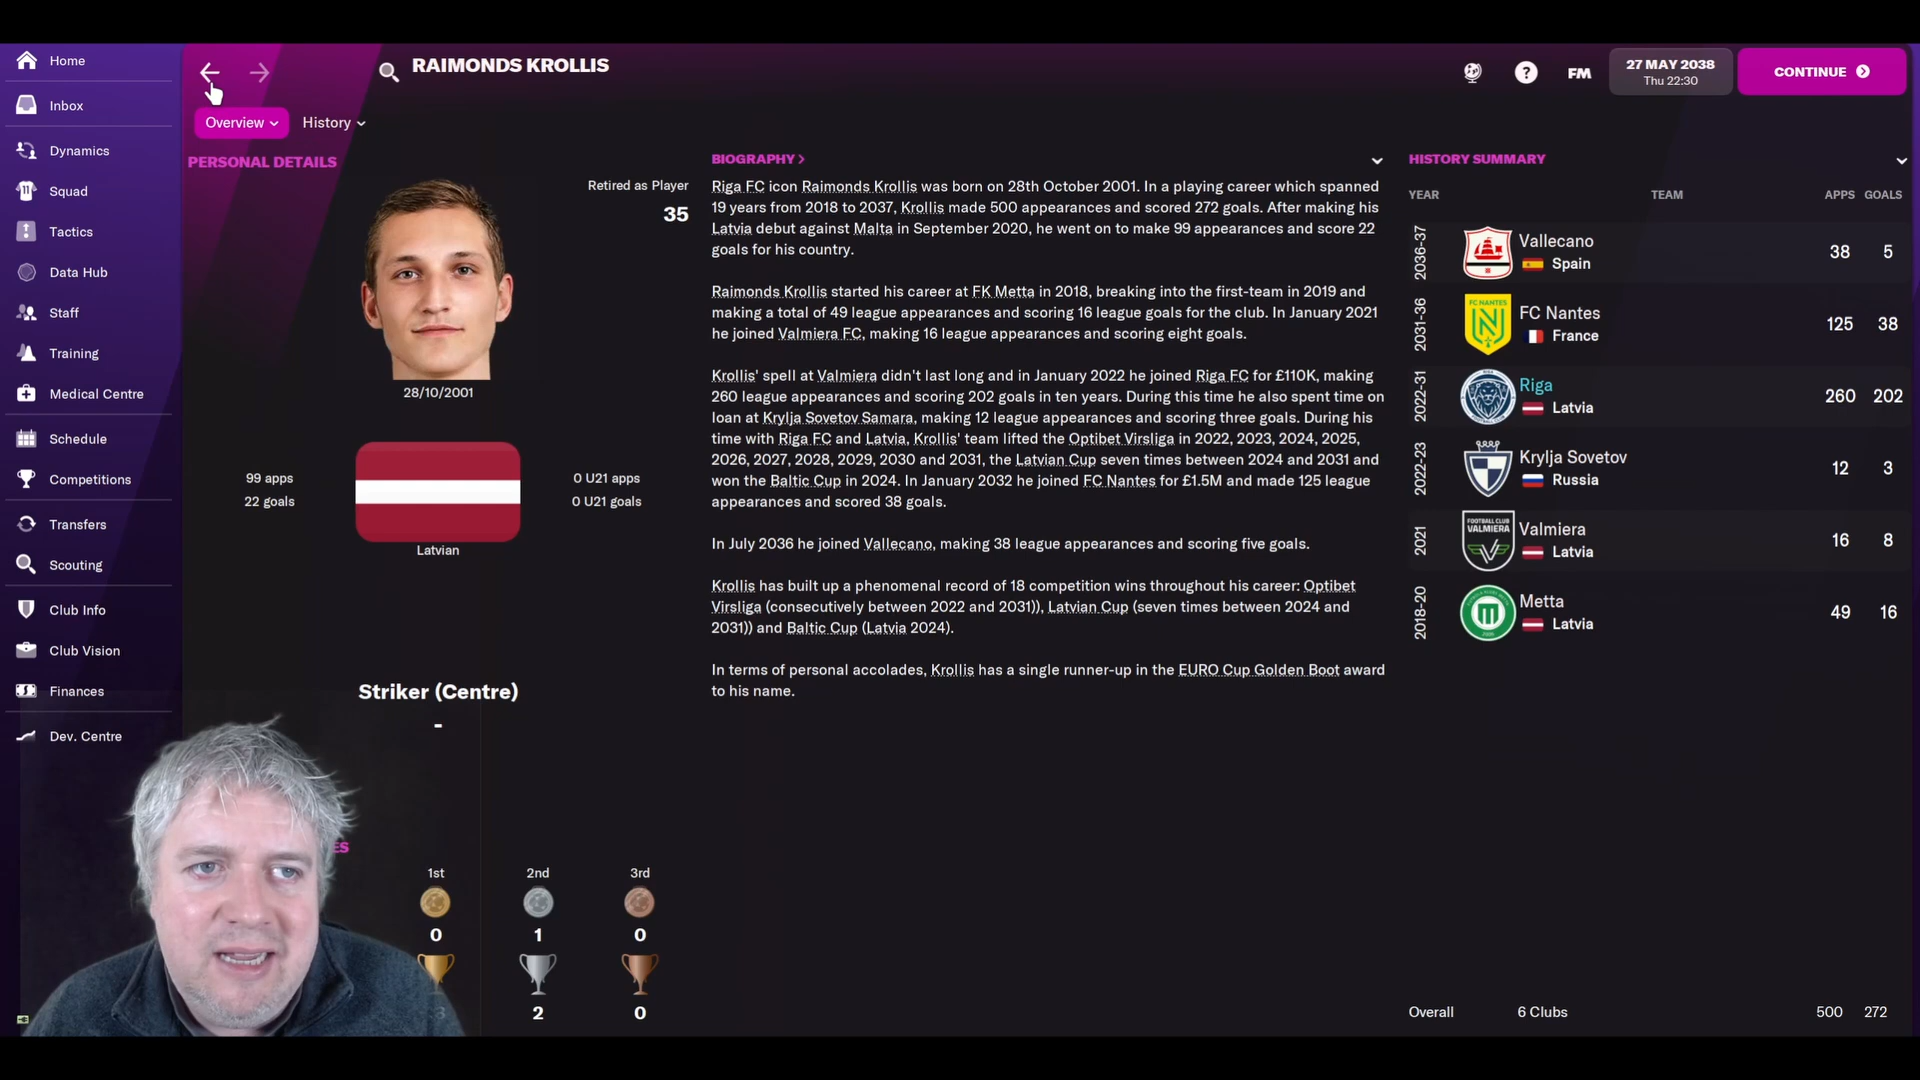 Home
Inbox
Dynamics
Squad
Tactics
Data Hub
Staff
Training
Medical Centre
Schedule
Competitions
Transfers
Scouting
Club Info
Club Vision
Finances
Dev. Centre
RAIMONDS KROLLIS
?
FM
27 MAY 2038
Thu 22:30
CONTINUE
Overview
History
PERSONAL DETAILS
Retired as Player
35
28/10/2001
99 apps
22 goals
0 U21 apps
0 U21 goals
Latvian
Striker (Centre)
-
ES
1st 2nd 3rd
0 1 0
3 2 0
BIOGRAPHY >
Riga FC icon Raimonds Krollis was born on 28th October 2001. In a playing career which spanned
19 years from 2018 to 2037, Krollis made 500 appearances and scored 272 goals. After making his
Latvia debut against Malta in September 2020, he went on to make 99 appearances and score 22
goals for his country.
Raimonds Krollis started his career at FK Metta in 2018, breaking into the first-team in 2019 and
making a total of 49 league appearances and scoring 16 league goals for the club. In January 2021
he joined Valmiera FC, making 16 league appearances and scoring eight goals.
Krollis' spell at Valmiera didn't last long and in January 2022 he joined Riga FC for £110K, making
260 league appearances and scoring 202 goals in ten years. During this time he also spent time on
loan at Krylja Sovetov Samara, making 12 league appearances and scoring three goals. During his
time with Riga FC and Latvia, Krollis' team lifted the Optibet Virsliga in 2022, 2023, 2024, 2025,
2026, 2027, 2028, 2029, 2030 and 2031, the Latvian Cup seven times between 2024 and 2031 and
won the Baltic Cup in 2024. In January 2032 he joined FC Nantes for £1.5M and made 125 league
appearances and scored 38 goals.
In July 2036 he joined Vallecano, making 38 league appearances and scoring five goals.
Krollis has built up a phenomenal record of 18 competition wins throughout his career: Optibet
Virsliga (consecutively between 2022 and 2031)), Latvian Cup (seven times between 2024 and
2031)) and Baltic Cup (Latvia 2024).
In terms of personal accolades, Krollis has a single runner-up in the EURO Cup Golden Boot award
to his name.
HISTORY SUMMARY
YEAR TEAM APPS GOALS
2036-37 Vallecano 38 5
Spain
2031-36 FC NANTES FC Nantes 125 38
France
2022-31 Riga 260 202
Latvia
2022-23 Krylja Sovetov 12 3
Russia
2021 FOOTBALL CLUB VALMIERA Valmiera 16 8
Latvia
2018-20 Metta 49 16
Latvia
Overall 6 Clubs 500 272